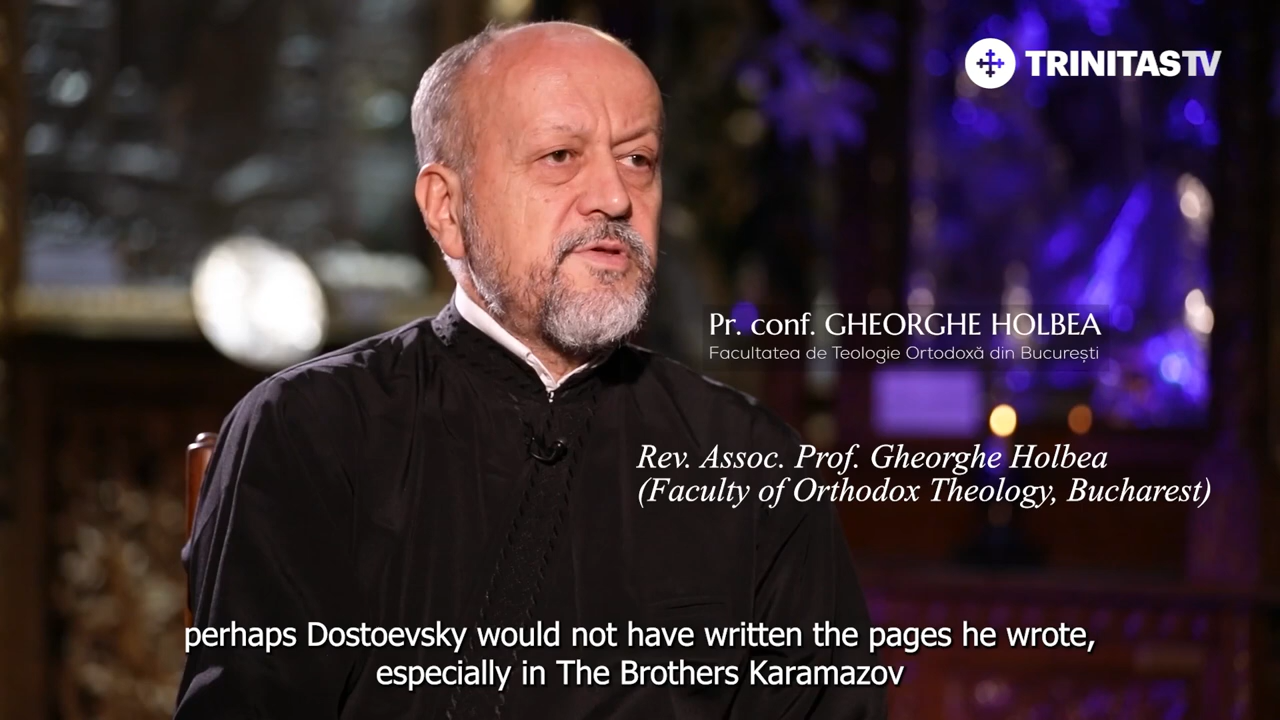 TRINITASTV
Pr. conf. GHEORGHE HOLBEA
Facultatea de Teologie Ortodoxă din București
Rev. Assoc. Prof. Gheorghe Holbea
(Faculty of Orthodox Theology, Bucharest)
perhaps Dostoevsky would not have written the pages he wrote,
especially in The Brothers Karamazov